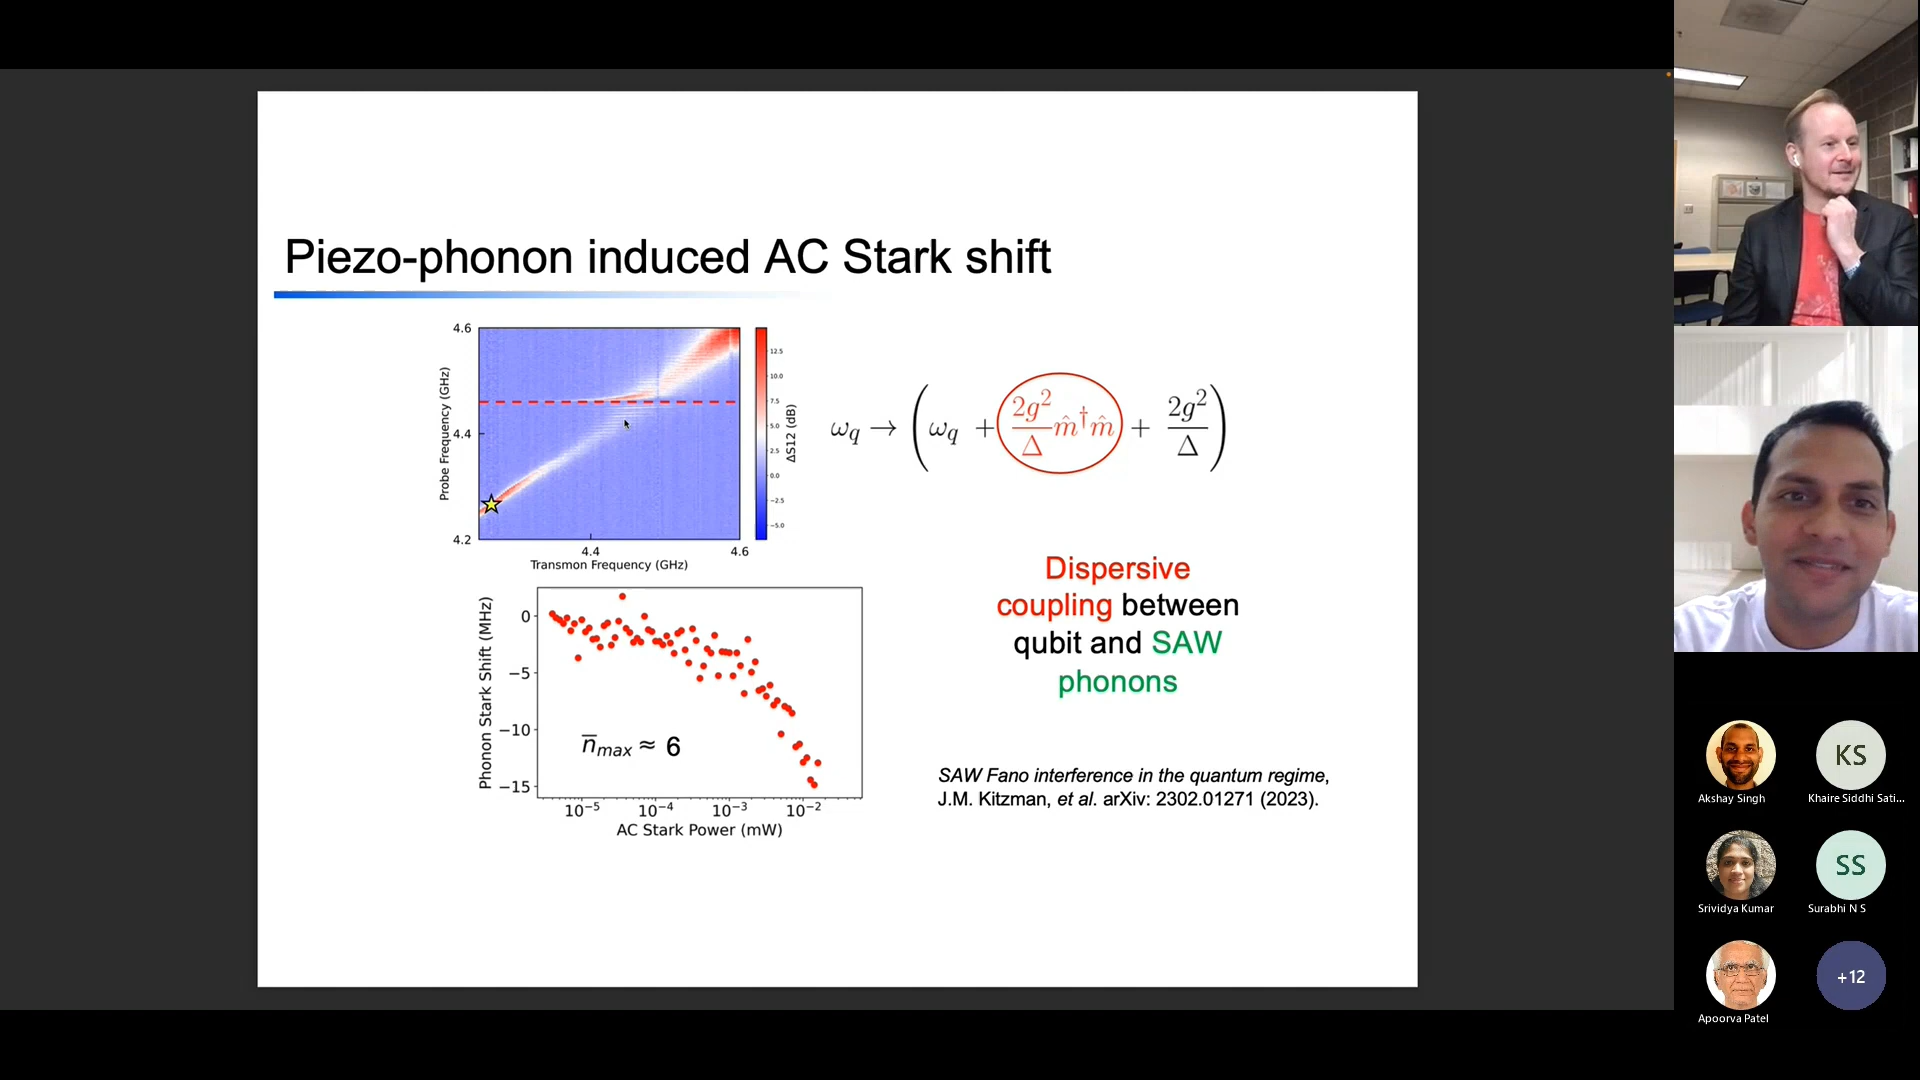 Piezo-phonon induced AC Stark shift
4.6
4.4
4.2
Probe Frequency (GHz)
4.4
4.6
Transmon Frequency (GHz)
12.5
10.0
7.5
5.0
2.5
0.0
−2.5
−5.0
ΔS12 (dB)
ω_q → ( ω_q + 2g²/Δ m̂†m̂ + 2g²/Δ )
Dispersive
coupling between
qubit and SAW
phonons
0
−5
−10
−15
Phonon Stark Shift (MHz)
n̅max ≈ 6
10⁻⁵
10⁻⁴
10⁻³
10⁻²
AC Stark Power (mW)
SAW Fano interference in the quantum regime,
J.M. Kitzman, et al. arXiv: 2302.01271 (2023).
KS
Akshay Singh
Khaire Siddhi Sati...
SS
Srividya Kumar
Surabhi N S
+12
Apoorva Patel